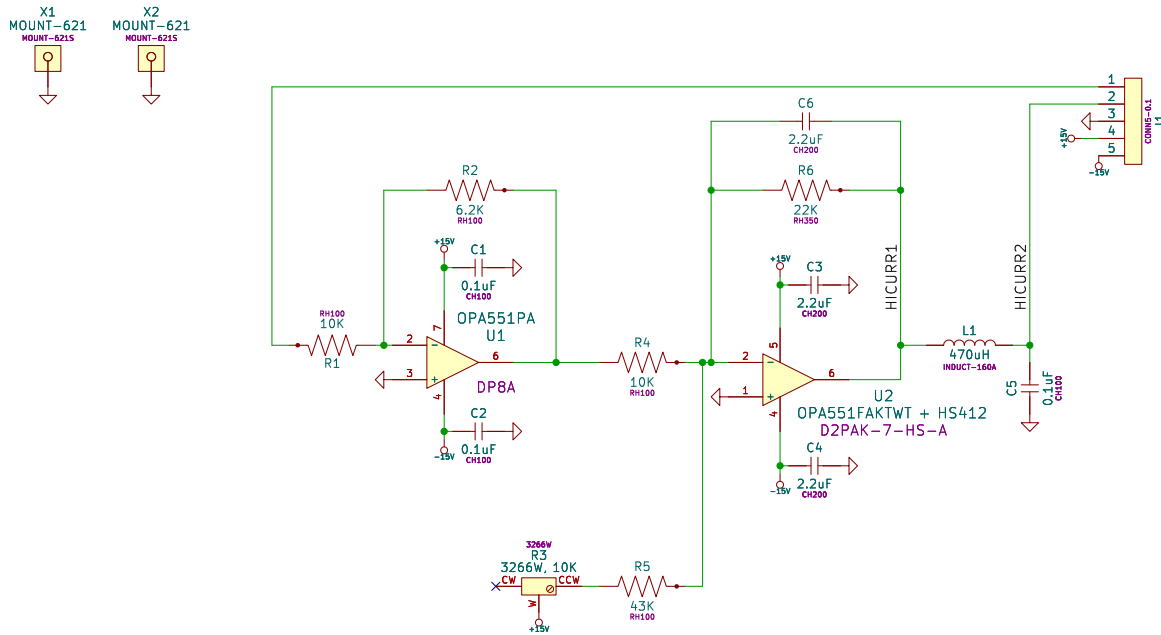 X1
MOUNT-621
MOUNT-621S
X2
MOUNT-621
MOUNT-621S
1
2
3
4
5
+15V
-15V
CONN5-0.1
C6
2.2uF
CH200
R2
6.2K
RH100
R6
22K
RH350
+15V
C1
0.1uF
CH100
+15V
C3
2.2uF
CH200
HICURR1
HICURR2
RH100
10K
R1
OPA551PA
U1
7
2
3
6
4
DP8A
R4
10K
RH100
5
2
1
6
4
U2
OPA551FAKTWT + HS412
D2PAK-7-HS-A
L1
470uH
INDUCT-160A
C5
0.1uF
CH100
C2
0.1uF
CH100
-15V
C4
2.2uF
CH200
-15V
3266W
R3
3266W, 10K
CW
CCW
W
+15V
R5
43K
RH100